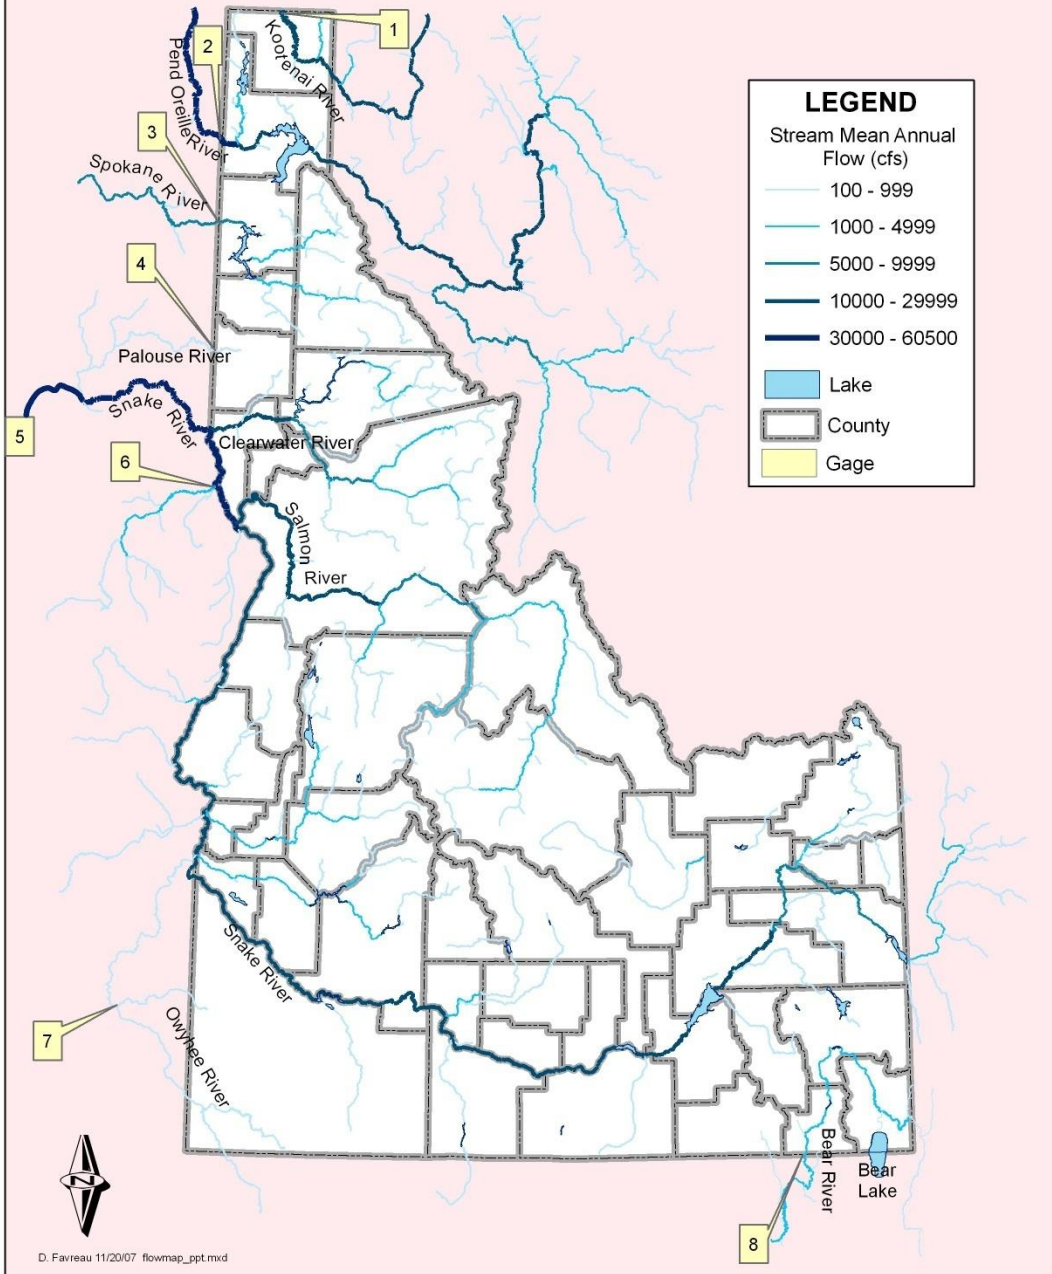 1
2
Kootenai River
Pend OreilleRiver
3
Spokane River
4
Palouse River
Snake River
5
Clearwater River
6
Salmon
River
Snake River
Owyhee River
7
Bear River
Bear
Lake
8
N
D. Favreau 11/20/07 flowmap_ppt.mxd
LEGEND
Stream Mean Annual
Flow (cfs)
100 - 999
1000 - 4999
5000 - 9999
10000 - 29999
30000 - 60500
Lake
County
Gage